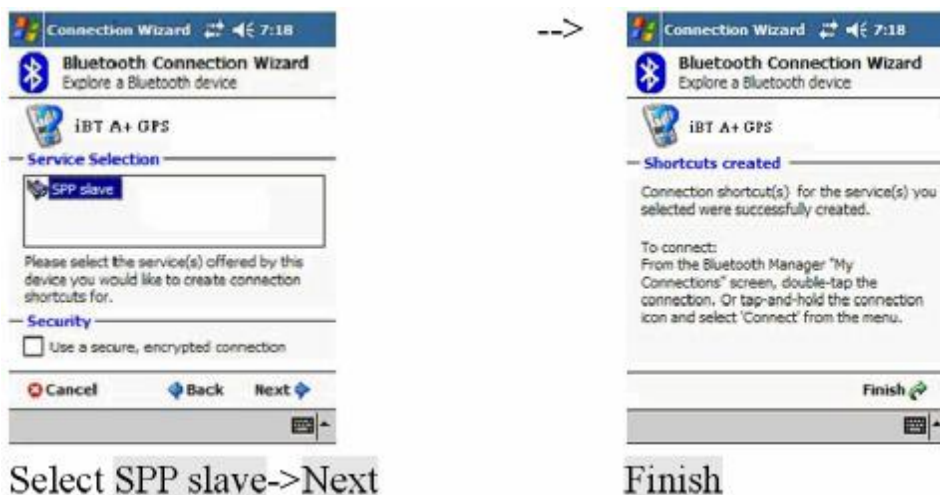 Connection Wizard 7:18
Bluetooth Connection Wizard
Explore a Bluetooth device
iBT A+ GPS
Service Selection
SPP slave
Please select the service(s) offered by this
device you would like to create connection
shortcuts for.
Security
Use a secure, encrypted connection
Cancel Back Next
Select SPP slave->Next
-->
Connection Wizard 7:18
Bluetooth Connection Wizard
Explore a Bluetooth device
iBT A+ GPS
Shortcuts created
Connection shortcut(s) for the service(s) you
selected were successfully created.
To connect:
From the Bluetooth Manager "My
Connections" screen, double-tap the
connection. Or tap-and-hold the connection
icon and select 'Connect' from the menu.
Finish
Finish